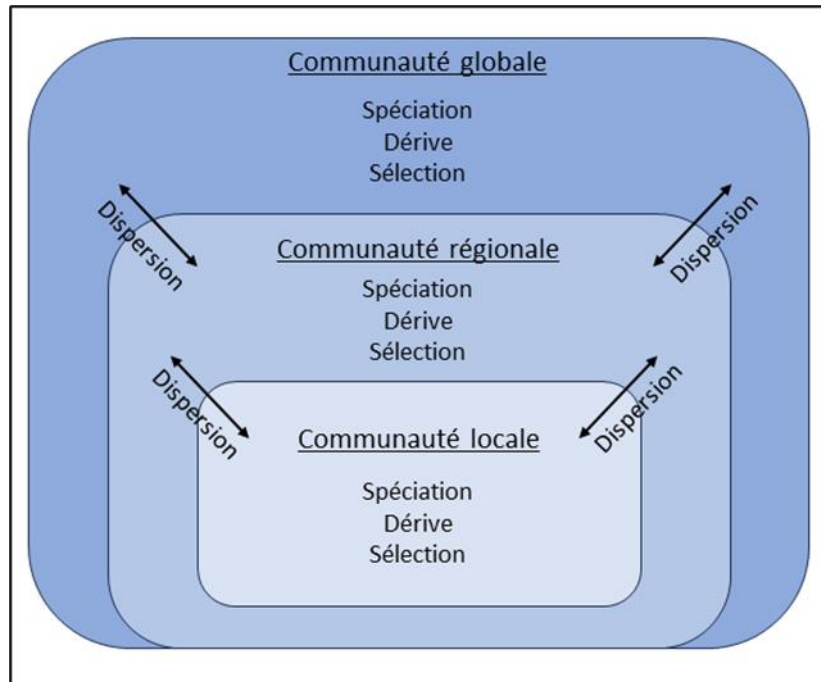 Communauté globale
Spéciation
Dérive
Sélection
Dispersion
Dispersion
Communauté régionale
Spéciation
Dérive
Sélection
Dispersion
Dispersion
Communauté locale
Spéciation
Dérive
Sélection